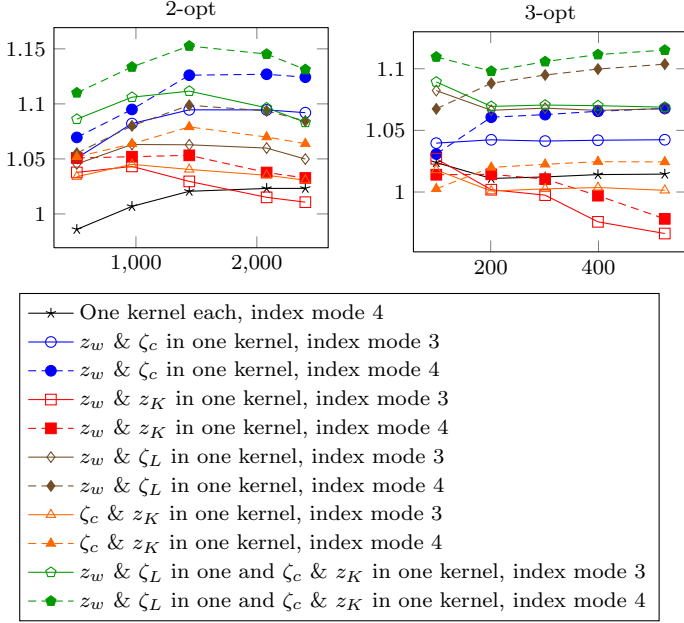 2-opt
3-opt
1.15
1.1
1.05
1
1,000 2,000
1.1
1.05
1
200 400
One kernel each, index mode 4
z_w & ζ_c in one kernel, index mode 3
z_w & ζ_c in one kernel, index mode 4
z_w & z_K in one kernel, index mode 3
z_w & z_K in one kernel, index mode 4
z_w & ζ_L in one kernel, index mode 3
z_w & ζ_L in one kernel, index mode 4
ζ_c & z_K in one kernel, index mode 3
ζ_c & z_K in one kernel, index mode 4
z_w & ζ_L in one and ζ_c & z_K in one kernel, index mode 3
z_w & ζ_L in one and ζ_c & z_K in one kernel, index mode 4